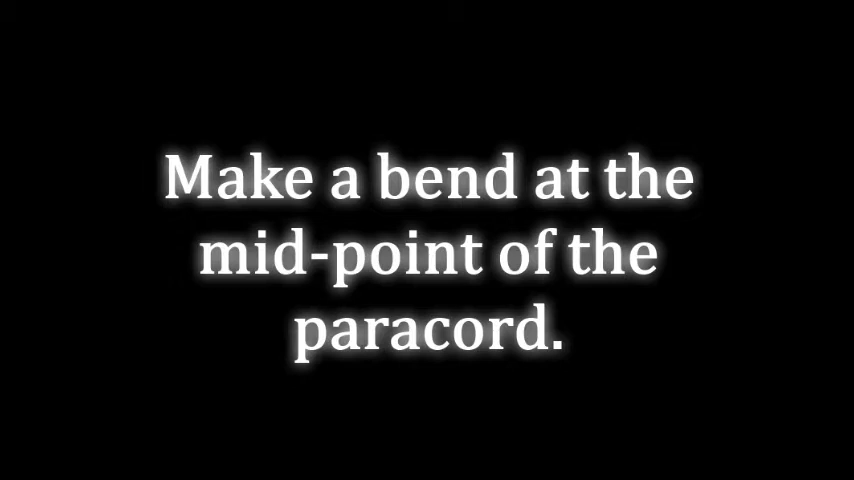 Make a bend at the
mid-point of the
paracord.